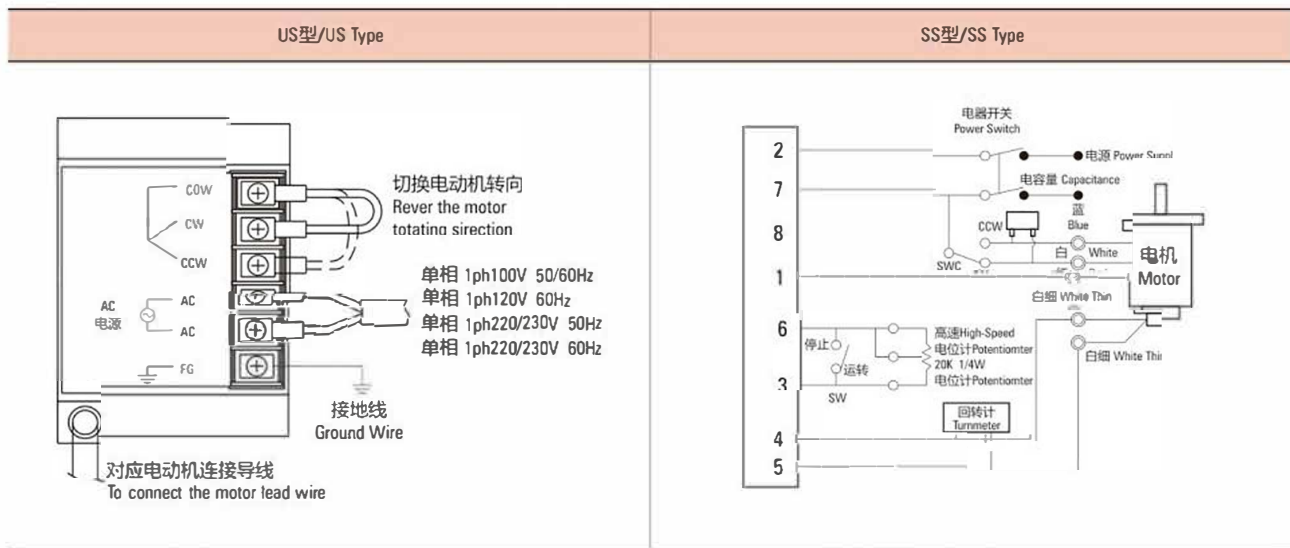 US型/US Type
SS型/SS Type
COW
CW
CCW
AC
电源
AC
AC
FG
切换电动机转向
Rever the motor
totating sirection
单相 1ph100V 50/60Hz
单相 1ph120V 60Hz
单相 1ph220/230V 50Hz
单相 1ph220/230V 60Hz
接地线
Ground Wire
对应电动机连接导线
To connect the motor lead wire
2
7
8
1
6
3
4
5
电器开关
Power Switch
电源 Power Suppl
电容量 Capacitance
蓝
Blue
CCW
白 White
SWC
电机
Motor
白细 White Thin
白细 White Thin
停止
运转
SW
高速High-Speed
电位计Potentiomter
20K 1/4W
电位计Potentiomter
回转计
Turnmeter